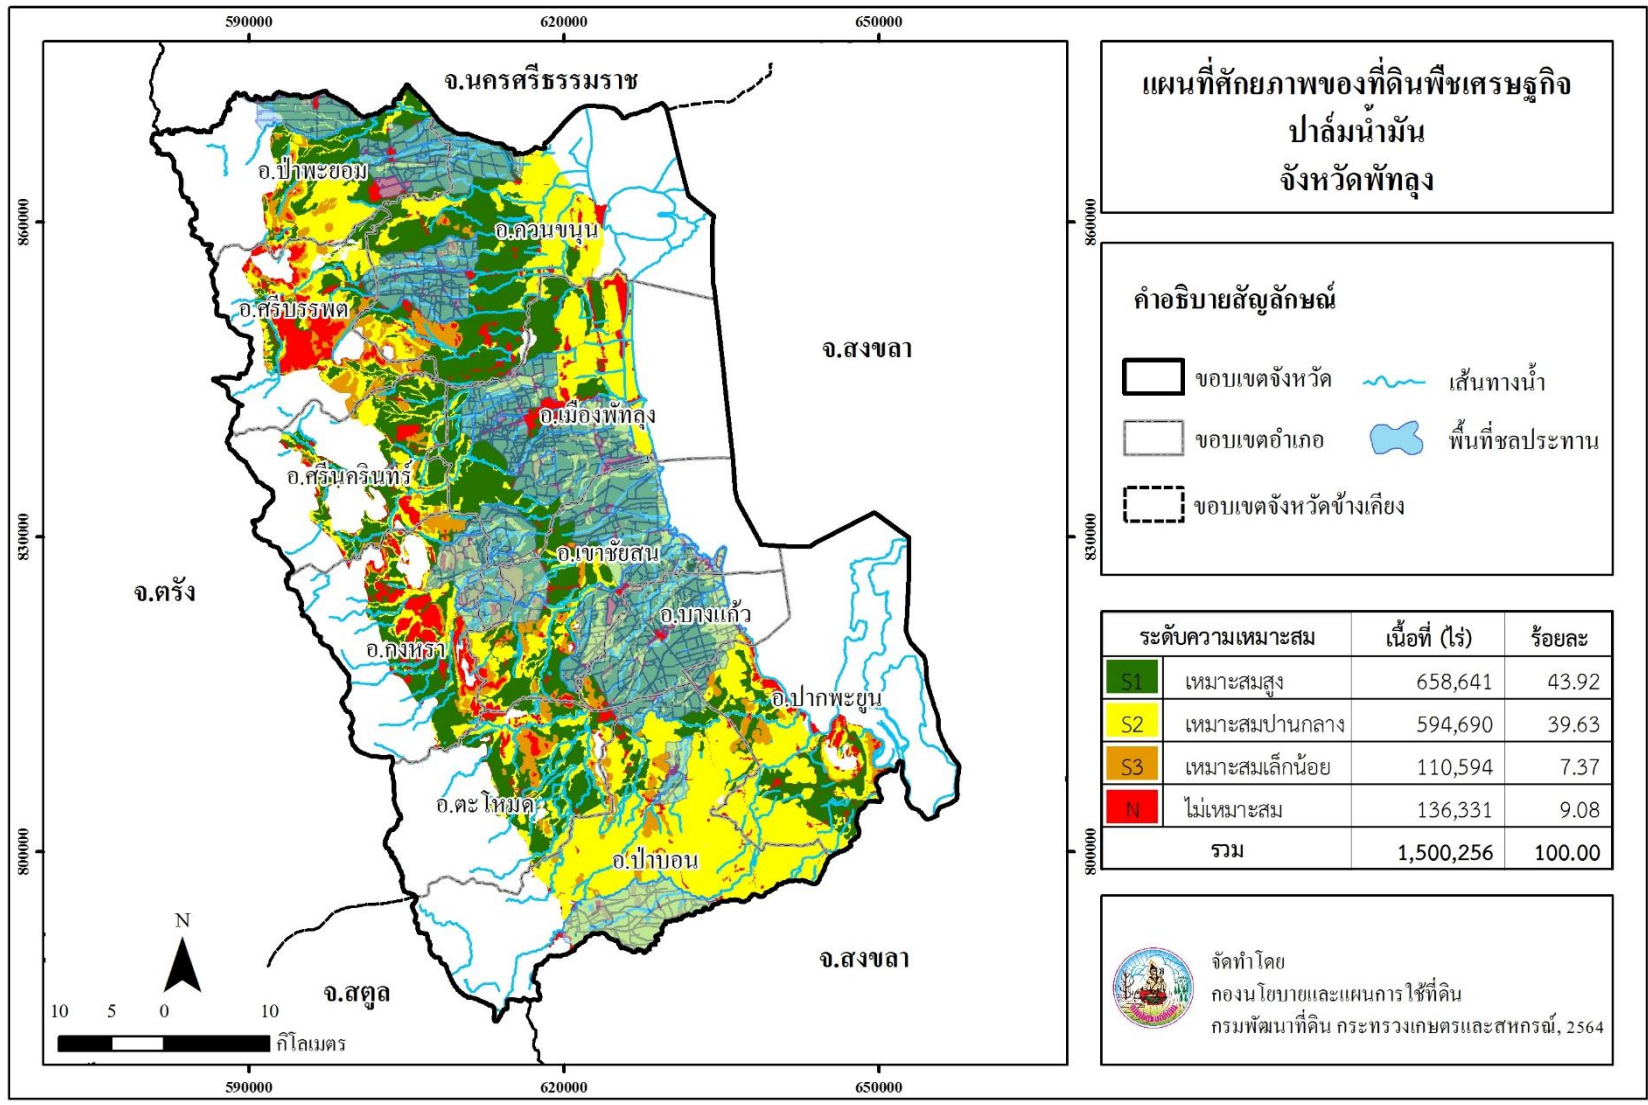 590000
620000
650000
จ.นครศรีธรรมราช
อ.ป่าพะยอม
860000
อ.ควนขนุน
860000
อ.ศรีบรรพต
จ.สงขลา
อ.เมืองพัทลุง
อ.ศรีนครินทร์
830000
อ.เขาชัยสน
830000
จ.ตรัง
อ.บางแก้ว
อ.กงหรา
อ.ปากพะยูน
อ.ตะโหมด
800000
อ.ป่าบอน
800000
N
จ.สงขลา
จ.สตูล
10 5 0 10
กิโลเมตร
590000
620000
650000
แผนที่ศักยภาพของที่ดินพืชเศรษฐกิจ
ปาล์มน้ำมัน
จังหวัดพัทลุง
คำอธิบายสัญลักษณ์
ขอบเขตจังหวัด เส้นทางน้ำ
ขอบเขตอำเภอ พื้นที่ชลประทาน
ขอบเขตจังหวัดข้างเคียง
ระดับความเหมาะสม เนื้อที่ (ไร่) ร้อยละ
S1 เหมาะสมสูง 658,641 43.92
S2 เหมาะสมปานกลาง 594,690 39.63
S3 เหมาะสมเล็กน้อย 110,594 7.37
N ไม่เหมาะสม 136,331 9.08
รวม 1,500,256 100.00
จัดทำโดย
กองนโยบายและแผนการใช้ที่ดิน
กรมพัฒนาที่ดิน กระทรวงเกษตรและสหกรณ์, 2564